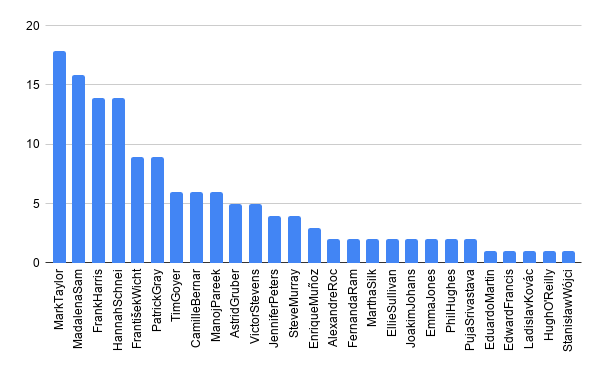 20
15
10
5
0
MarkTaylor
MadalenaSam
FrankHarris
HannahSchnei
FrantišekWicht
PatrickGray
TimGoyer
CamilleBernar
ManojPareek
AstridGruber
VictorStevens
JenniferPeters
SteveMurray
EnriqueMuñoz
AlexandreRoc
FernandaRam
MarthaSilk
EllieSullivan
JoakimJohans
EmmaJones
PhilHughes
PujaSrivastava
EduardoMartin
EdwardFrancis
LadislavKovác
HughO'Reilly
StanisławWójci